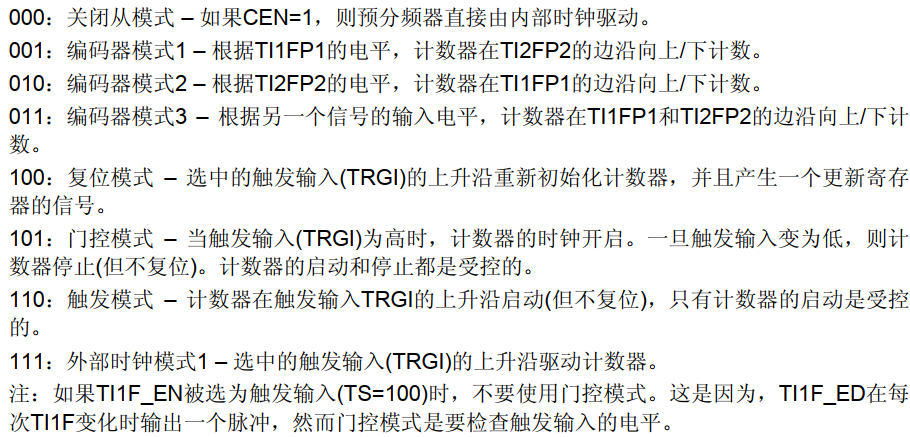 000：关闭从模式 – 如果CEN=1，则预分频器直接由内部时钟驱动。
001：编码器模式1 – 根据TI1FP1的电平，计数器在TI2FP2的边沿向上/下计数。
010：编码器模式2 – 根据TI2FP2的电平，计数器在TI1FP1的边沿向上/下计数。
011：编码器模式3 – 根据另一个信号的输入电平，计数器在TI1FP1和TI2FP2的边沿向上/下计
数。
100：复位模式 – 选中的触发输入(TRGI)的上升沿重新初始化计数器，并且产生一个更新寄存
器的信号。
101：门控模式 – 当触发输入(TRGI)为高时，计数器的时钟开启。一旦触发输入变为低，则计
数器停止(但不复位)。计数器的启动和停止都是受控的。
110：触发模式 – 计数器在触发输入TRGI的上升沿启动(但不复位)，只有计数器的启动是受控
的。
111：外部时钟模式1 – 选中的触发输入(TRGI)的上升沿驱动计数器。
注：如果TI1F_EN被选为触发输入(TS=100)时，不要使用门控模式。这是因为，TI1F_ED在每
次TI1F变化时输出一个脉冲，然而门控模式是要检查触发输入的电平。